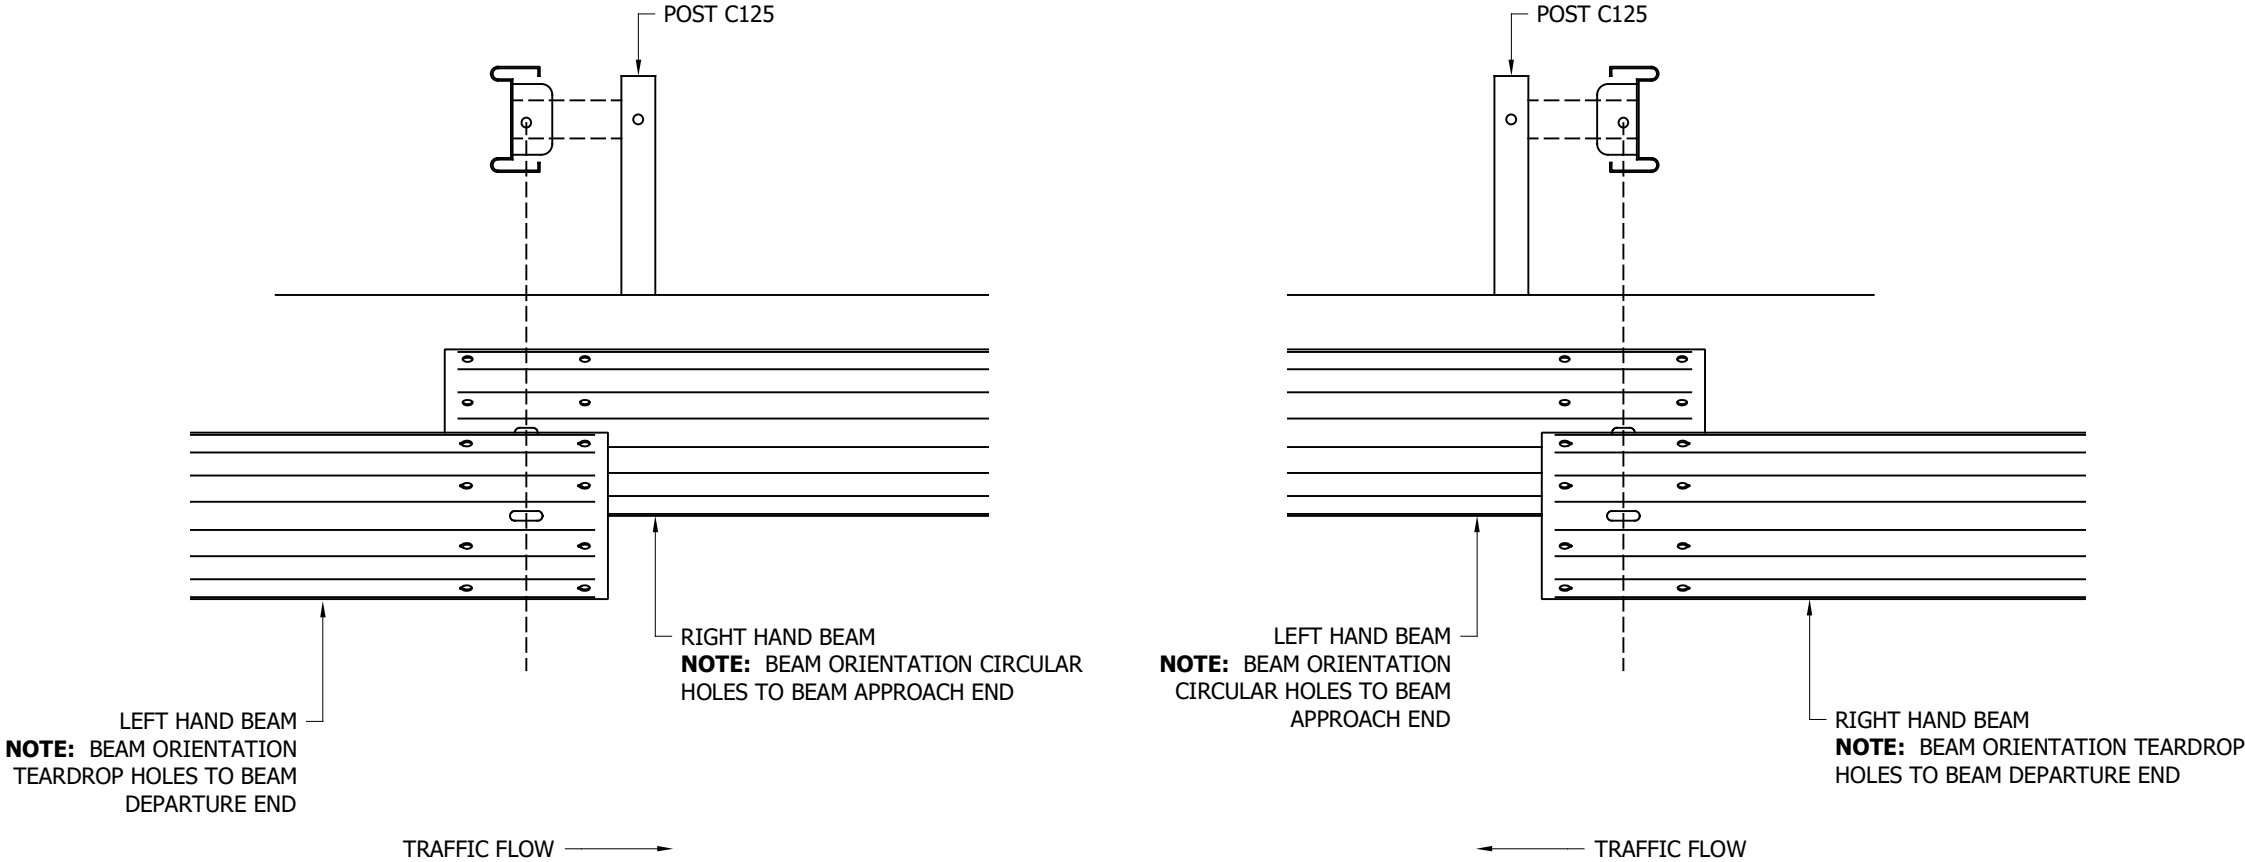 POST C125
POST C125
RIGHT HAND BEAM
NOTE: BEAM ORIENTATION CIRCULAR
HOLES TO BEAM APPROACH END
LEFT HAND BEAM
NOTE: BEAM ORIENTATION
TEARDROP HOLES TO BEAM
DEPARTURE END
TRAFFIC FLOW
LEFT HAND BEAM
NOTE: BEAM ORIENTATION
CIRCULAR HOLES TO BEAM
APPROACH END
RIGHT HAND BEAM
NOTE: BEAM ORIENTATION TEARDROP
HOLES TO BEAM DEPARTURE END
TRAFFIC FLOW